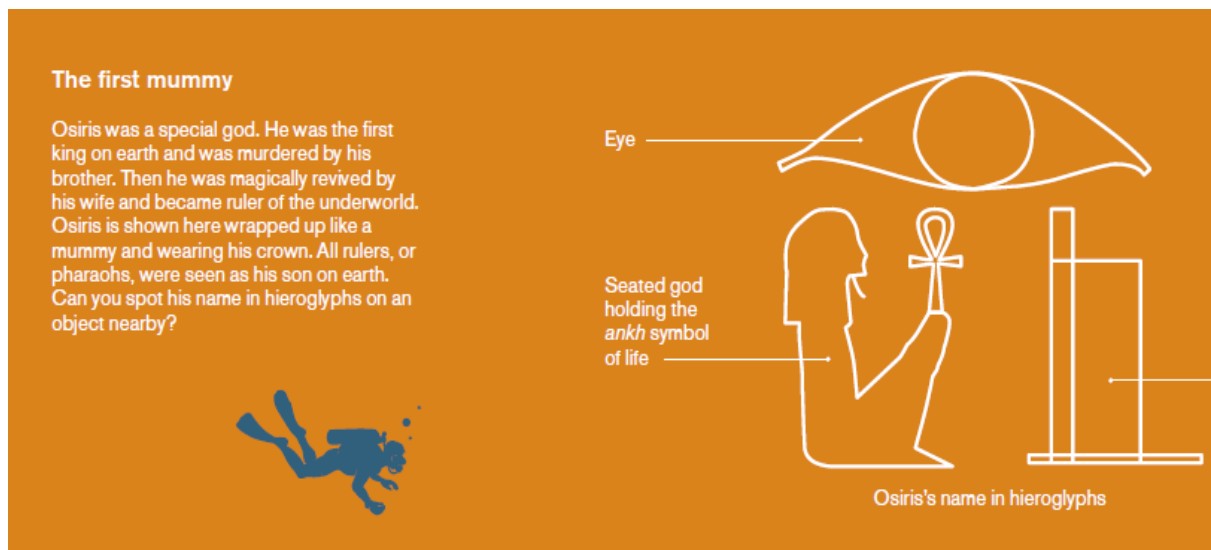 The first mummy
Osiris was a special god. He was the first
king on earth and was murdered by his
brother. Then he was magically revived by
his wife and became ruler of the underworld.
Osiris is shown here wrapped up like a
mummy and wearing his crown. All rulers, or
pharaohs, were seen as his son on earth.
Can you spot his name in hieroglyphs on an
object nearby?
Eye
Seated god
holding the
ankh symbol
of life
Osiris's name in hieroglyphs